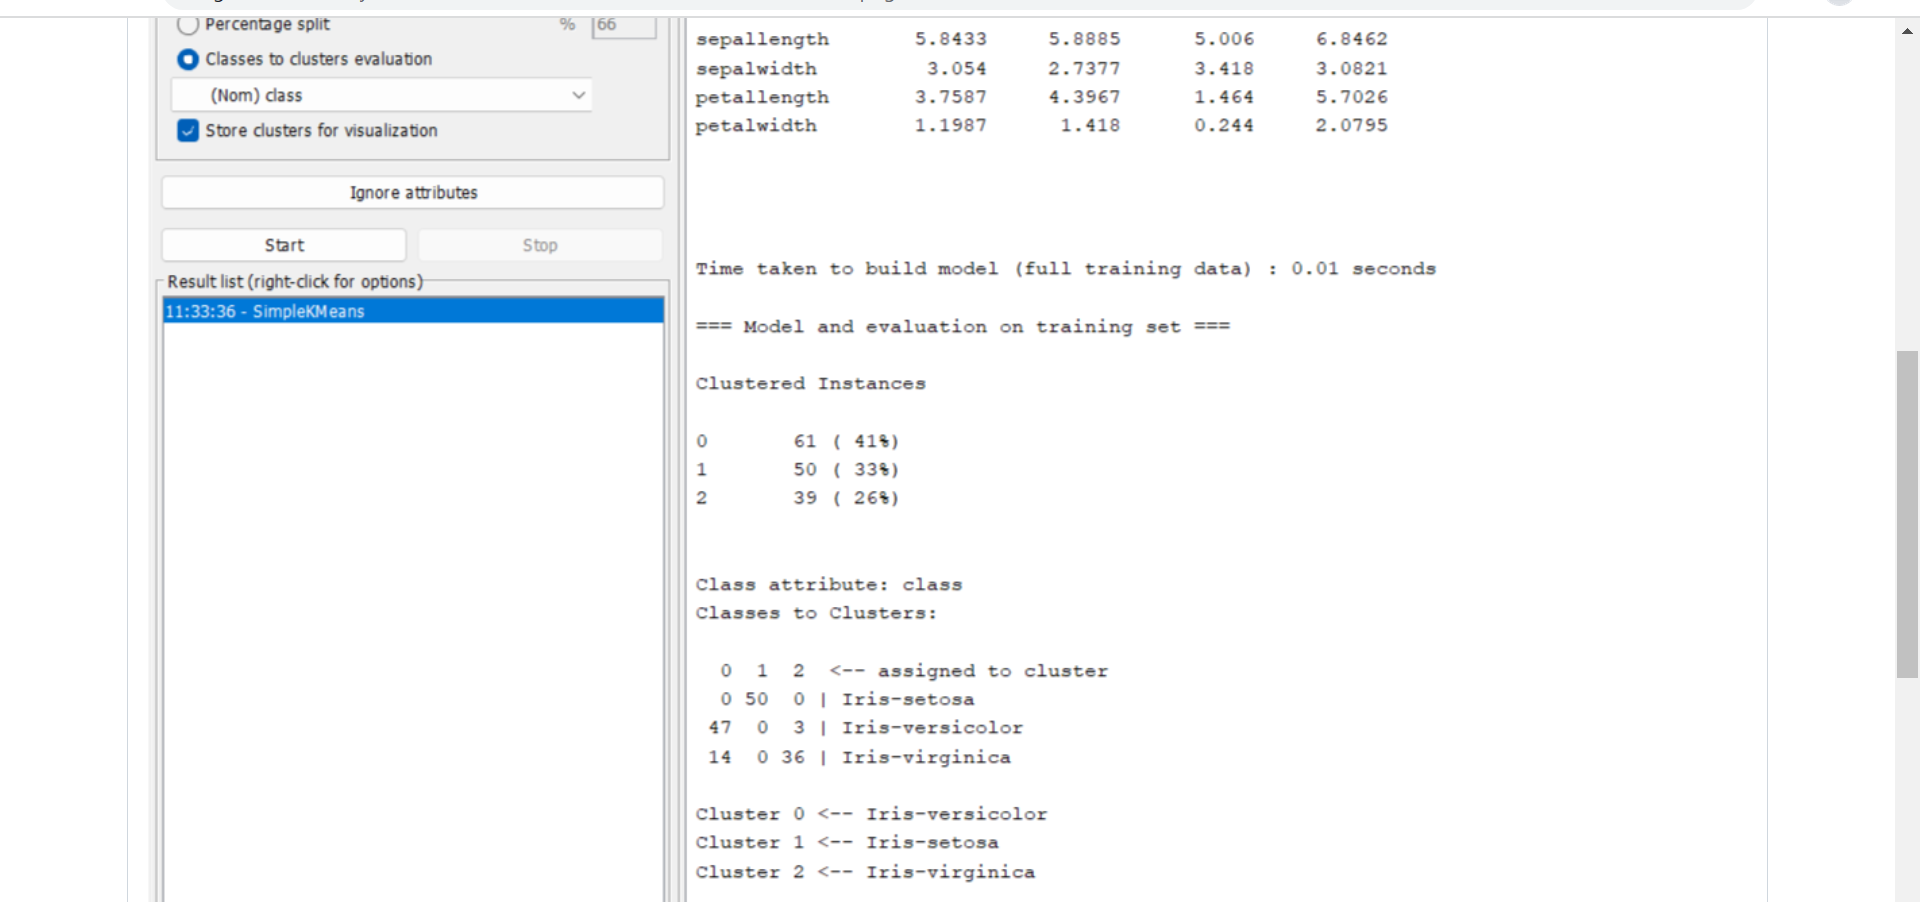 Percentage split % 66
Classes to clusters evaluation
(Nom) class
Store clusters for visualization
Ignore attributes
Start Stop
Result list (right-click for options)
11:33:36 - SimpleKMeans
sepallength 5.8433 5.8885 5.006 6.8462
sepalwidth 3.054 2.7377 3.418 3.0821
petallength 3.7587 4.3967 1.464 5.7026
petalwidth 1.1987 1.418 0.244 2.0795
Time taken to build model (full training data) : 0.01 seconds
=== Model and evaluation on training set ===
Clustered Instances
0 61 ( 41%)
1 50 ( 33%)
2 39 ( 26%)
Class attribute: class
Classes to Clusters:
0 1 2 <-- assigned to cluster
0 50 0 | Iris-setosa
47 0 3 | Iris-versicolor
14 0 36 | Iris-virginica
Cluster 0 <-- Iris-versicolor
Cluster 1 <-- Iris-setosa
Cluster 2 <-- Iris-virginica